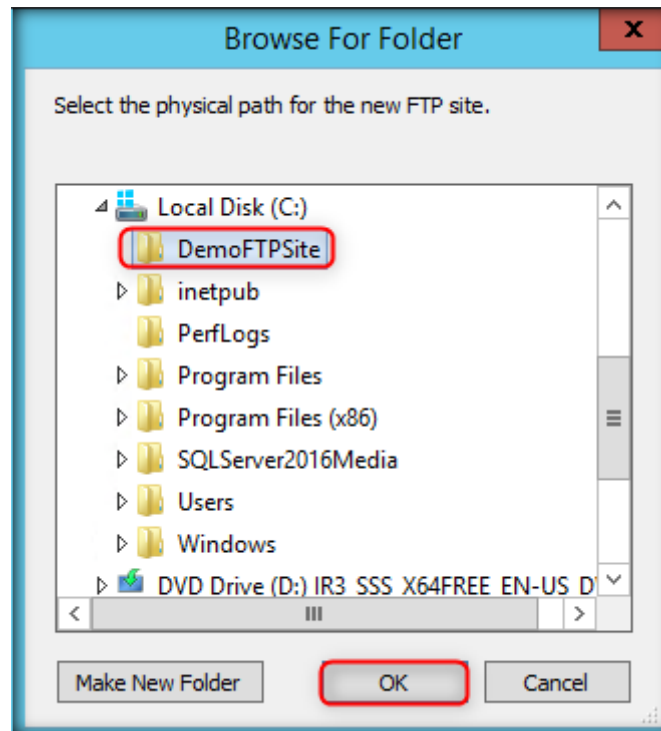 Browse For Folder
x
Select the physical path for the new FTP site.
Local Disk (C:)
DemoFTPSite
inetpub
PerfLogs
Program Files
Program Files (x86)
SQLServer2016Media
Users
Windows
DVD Drive (D:) IR3_SSS_X64FREE_EN-US_D
Make New Folder
OK
Cancel